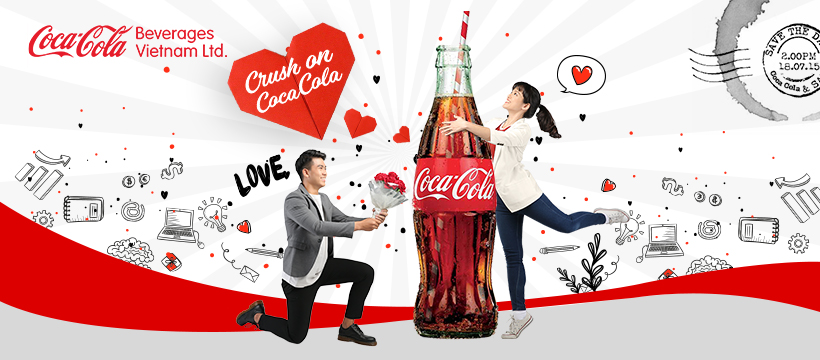 Coca-Cola
Beverages
Vietnam Ltd.
Crush on
CocaCola
LOVE,
Coca-Cola
SAVE THE DA
2.00PM
18.07.15
Coca Cola & SA